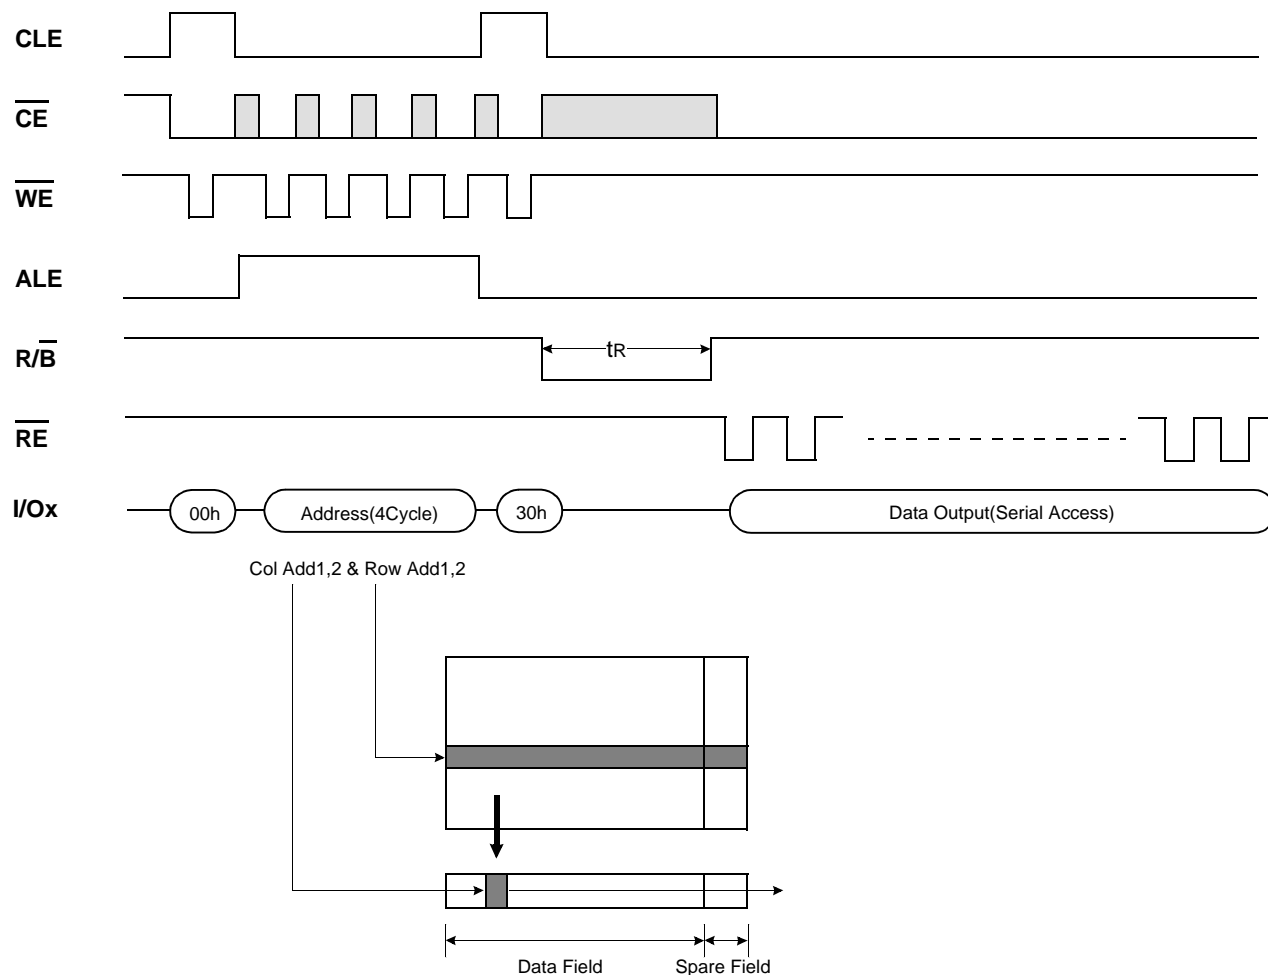 CLE
CE
WE
ALE
R/B
tR
RE
I/Ox
00h
Address(4Cycle)
30h
Data Output(Serial Access)
Col Add1,2 & Row Add1,2
Data Field
Spare Field